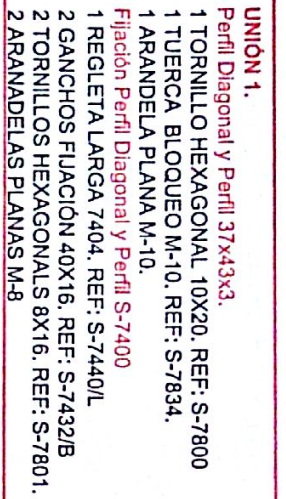 UNIÓN 1.
Perfil Diagonal y Perfil 37x43x3.
1 TORNILLO HEXAGONAL 10X20. REF: S-7800
1 TUERCA BLOQUEO M-10. REF: S-7834.
1 ARANDELA PLANA M-10.
Fijación Perfil Diagonal y Perfil S-7400
1 REGLETA LARGA 7404. REF: S-7440/L
2 GANCHOS FIJACIÓN 40X16. REF: S-7432/B
2 TORNILLOS HEXAGONALS 8X16. REF: S-7801.
2 ARANADELAS PLANAS M-8